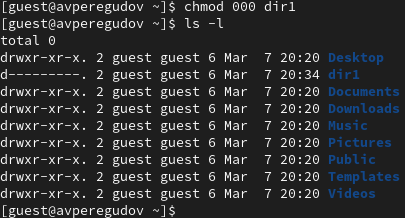 [guest@avperegudov ~]$ chmod 000 dir1
[guest@avperegudov ~]$ ls -l
total 0
drwxr-xr-x. 2 guest guest 6 Mar  7 20:20 Desktop
d---------. 2 guest guest 6 Mar  7 20:34 dir1
drwxr-xr-x. 2 guest guest 6 Mar  7 20:20 Documents
drwxr-xr-x. 2 guest guest 6 Mar  7 20:20 Downloads
drwxr-xr-x. 2 guest guest 6 Mar  7 20:20 Music
drwxr-xr-x. 2 guest guest 6 Mar  7 20:20 Pictures
drwxr-xr-x. 2 guest guest 6 Mar  7 20:20 Public
drwxr-xr-x. 2 guest guest 6 Mar  7 20:20 Templates
drwxr-xr-x. 2 guest guest 6 Mar  7 20:20 Videos
[guest@avperegudov ~]$